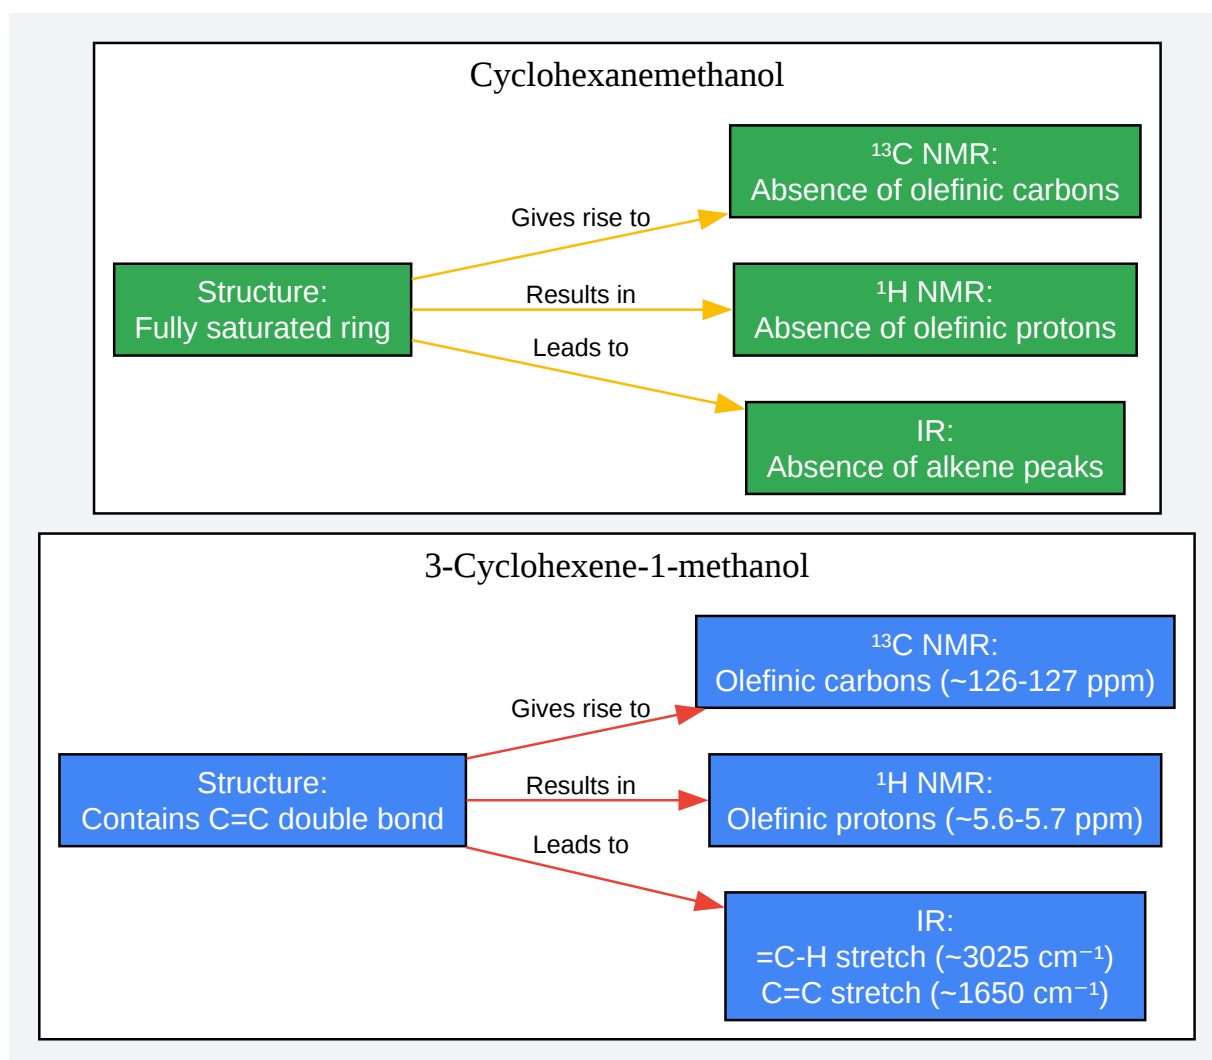 Cyclohexanemethanol
¹³C NMR:
Absence of olefinic carbons
Gives rise to
Structure:
Fully saturated ring
Results in
¹H NMR:
Absence of olefinic protons
Leads to
IR:
Absence of alkene peaks
3-Cyclohexene-1-methanol
¹³C NMR:
Olefinic carbons (~126-127 ppm)
Gives rise to
Structure:
Contains C=C double bond
Results in
¹H NMR:
Olefinic protons (~5.6-5.7 ppm)
Leads to
IR:
=C-H stretch (~3025 cm⁻¹)
C=C stretch (~1650 cm⁻¹)